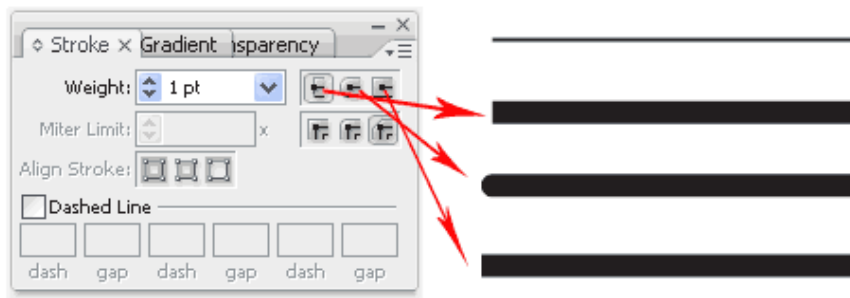 Stroke Gradient nsparency
Weight: 1 pt
Miter Limit: x
Align Stroke:
Dashed Line
dash gap dash gap dash gap